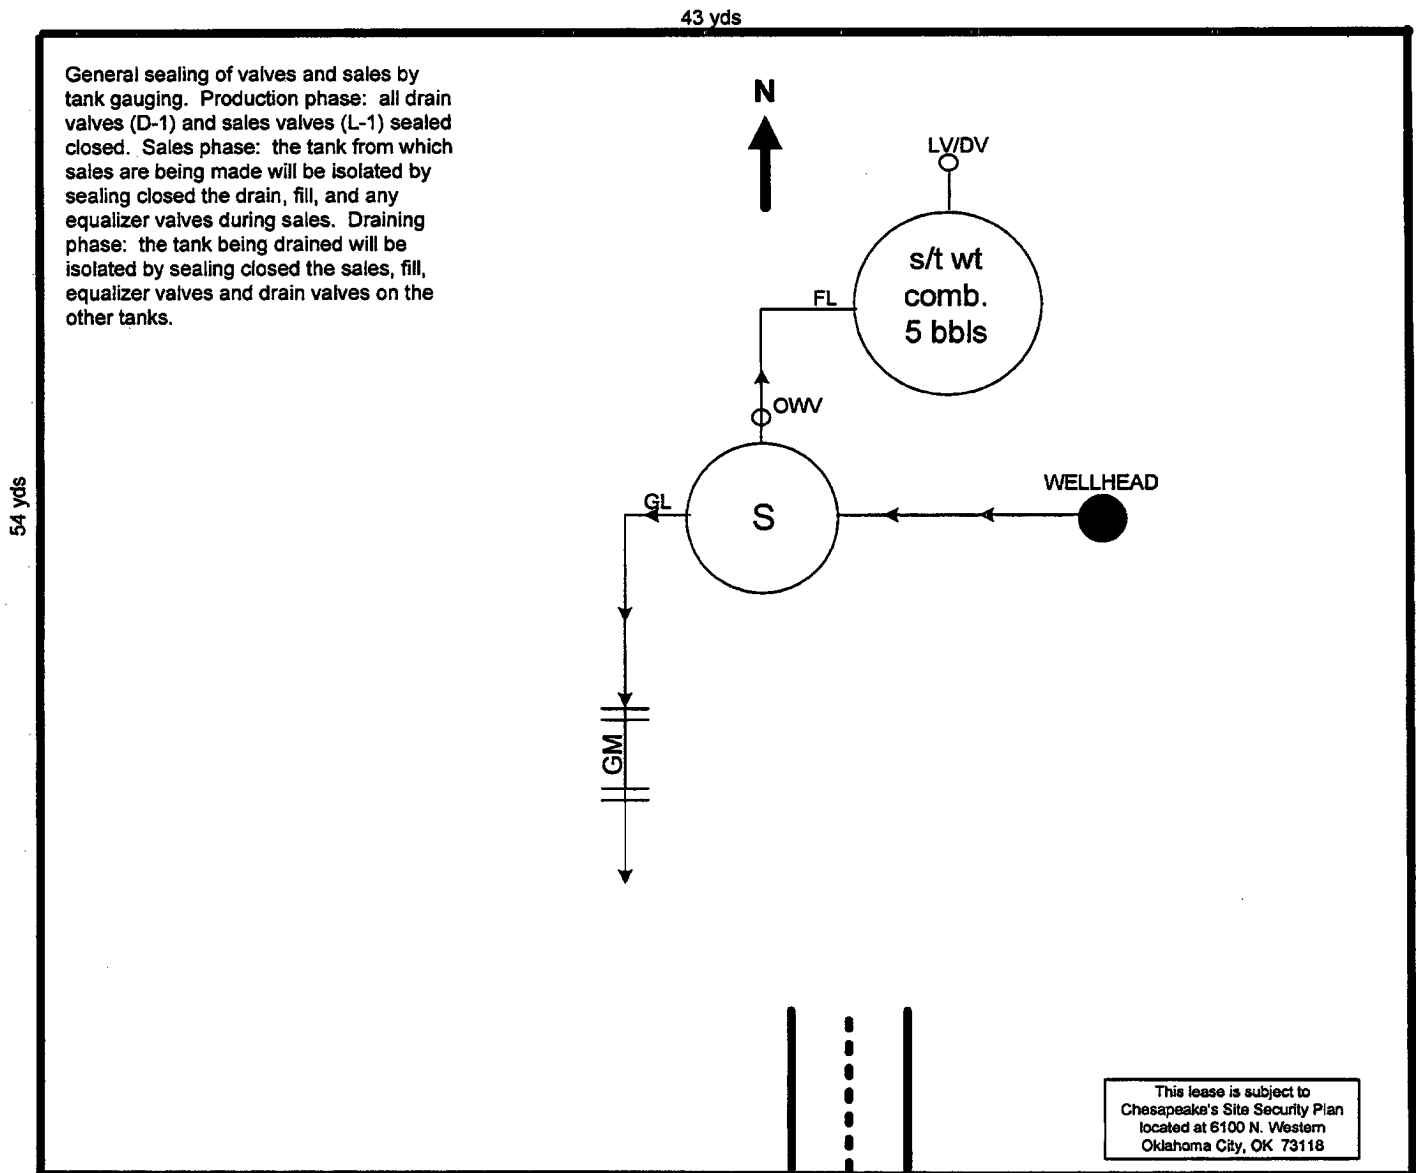 43 yds
General sealing of valves and sales by
tank gauging. Production phase: all drain
valves (D-1) and sales valves (L-1) sealed
closed. Sales phase: the tank from which
sales are being made will be isolated by
sealing closed the drain, fill, and any
equalizer valves during sales. Draining
phase: the tank being drained will be
isolated by sealing closed the sales, fill,
equalizer valves and drain valves on the
other tanks.
N
LV/DV
s/t wt
comb.
5 bbls
FL
OWV
WELLHEAD
GL
S
54 yds
GM
This lease is subject to
Chesapeake's Site Security Plan
located at 6100 N. Western
Oklahoma City, OK 73118